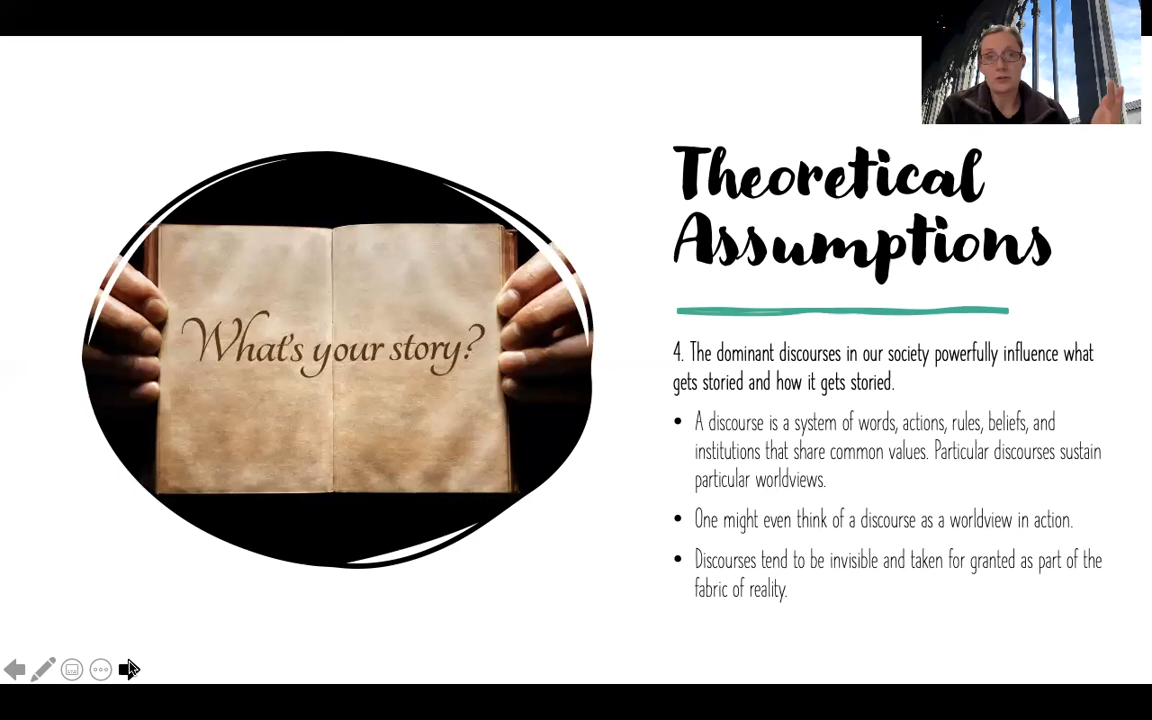 Theoretical
Assumptions
What's your story?
4. The dominant discourses in our society powerfully influence what
gets storied and how it gets storied.
• A discourse is a system of words, actions, rules, beliefs, and
institutions that share common values. Particular discourses sustain
particular worldviews.
• One might even think of a discourse as a worldview in action.
• Discourses tend to be invisible and taken for granted as part of the
fabric of reality.